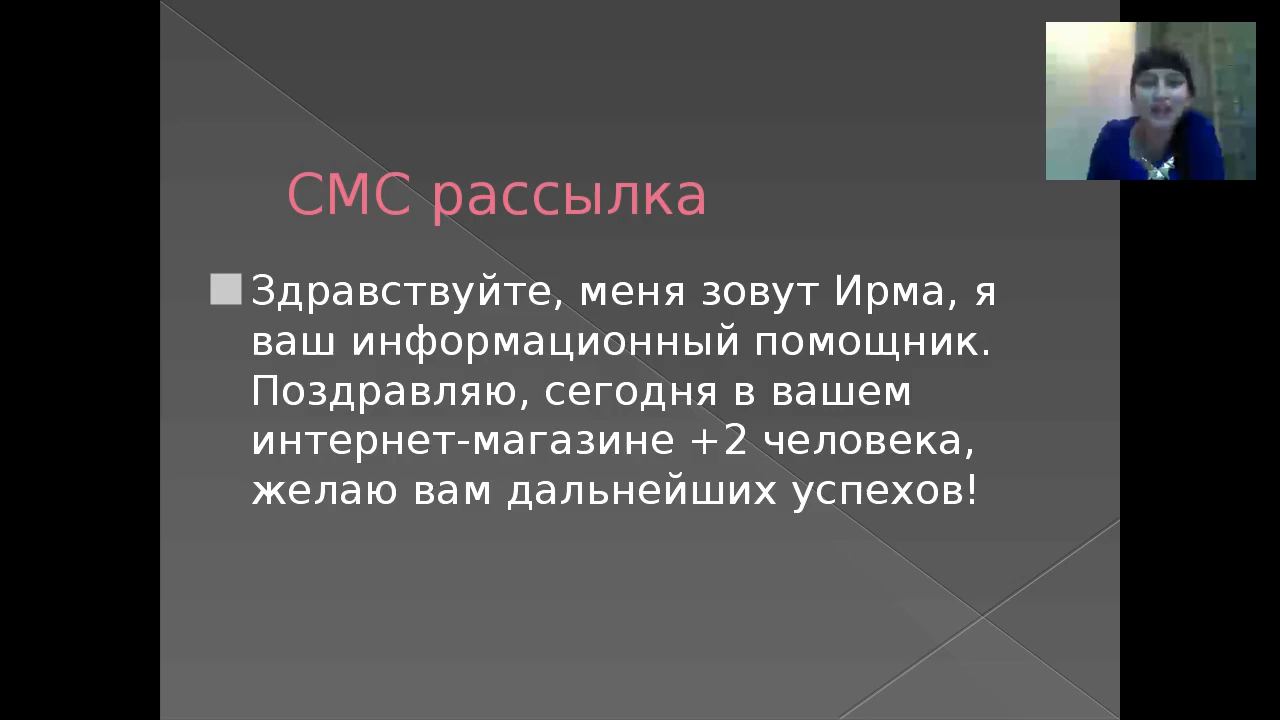 СМС рассылка
Здравствуйте, меня зовут Ирма, я
ваш информационный помощник.
Поздравляю, сегодня в вашем
интернет-магазине +2 человека,
желаю вам дальнейших успехов!